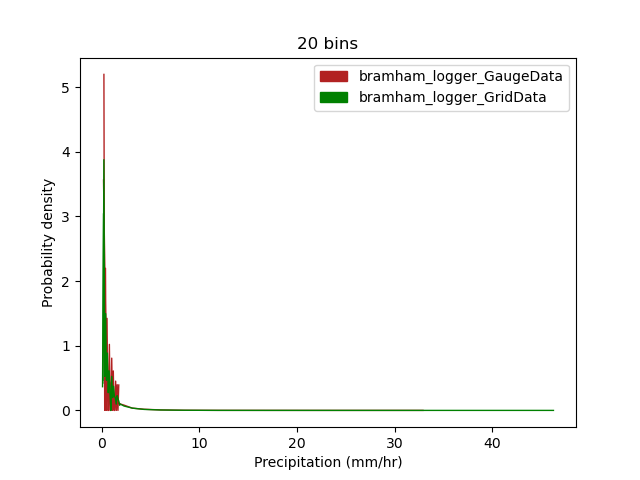 20 bins
bramham_logger_GaugeData
bramham_logger_GridData
Probability density
5
4
3
2
1
0
0 10 20 30 40
Precipitation (mm/hr)